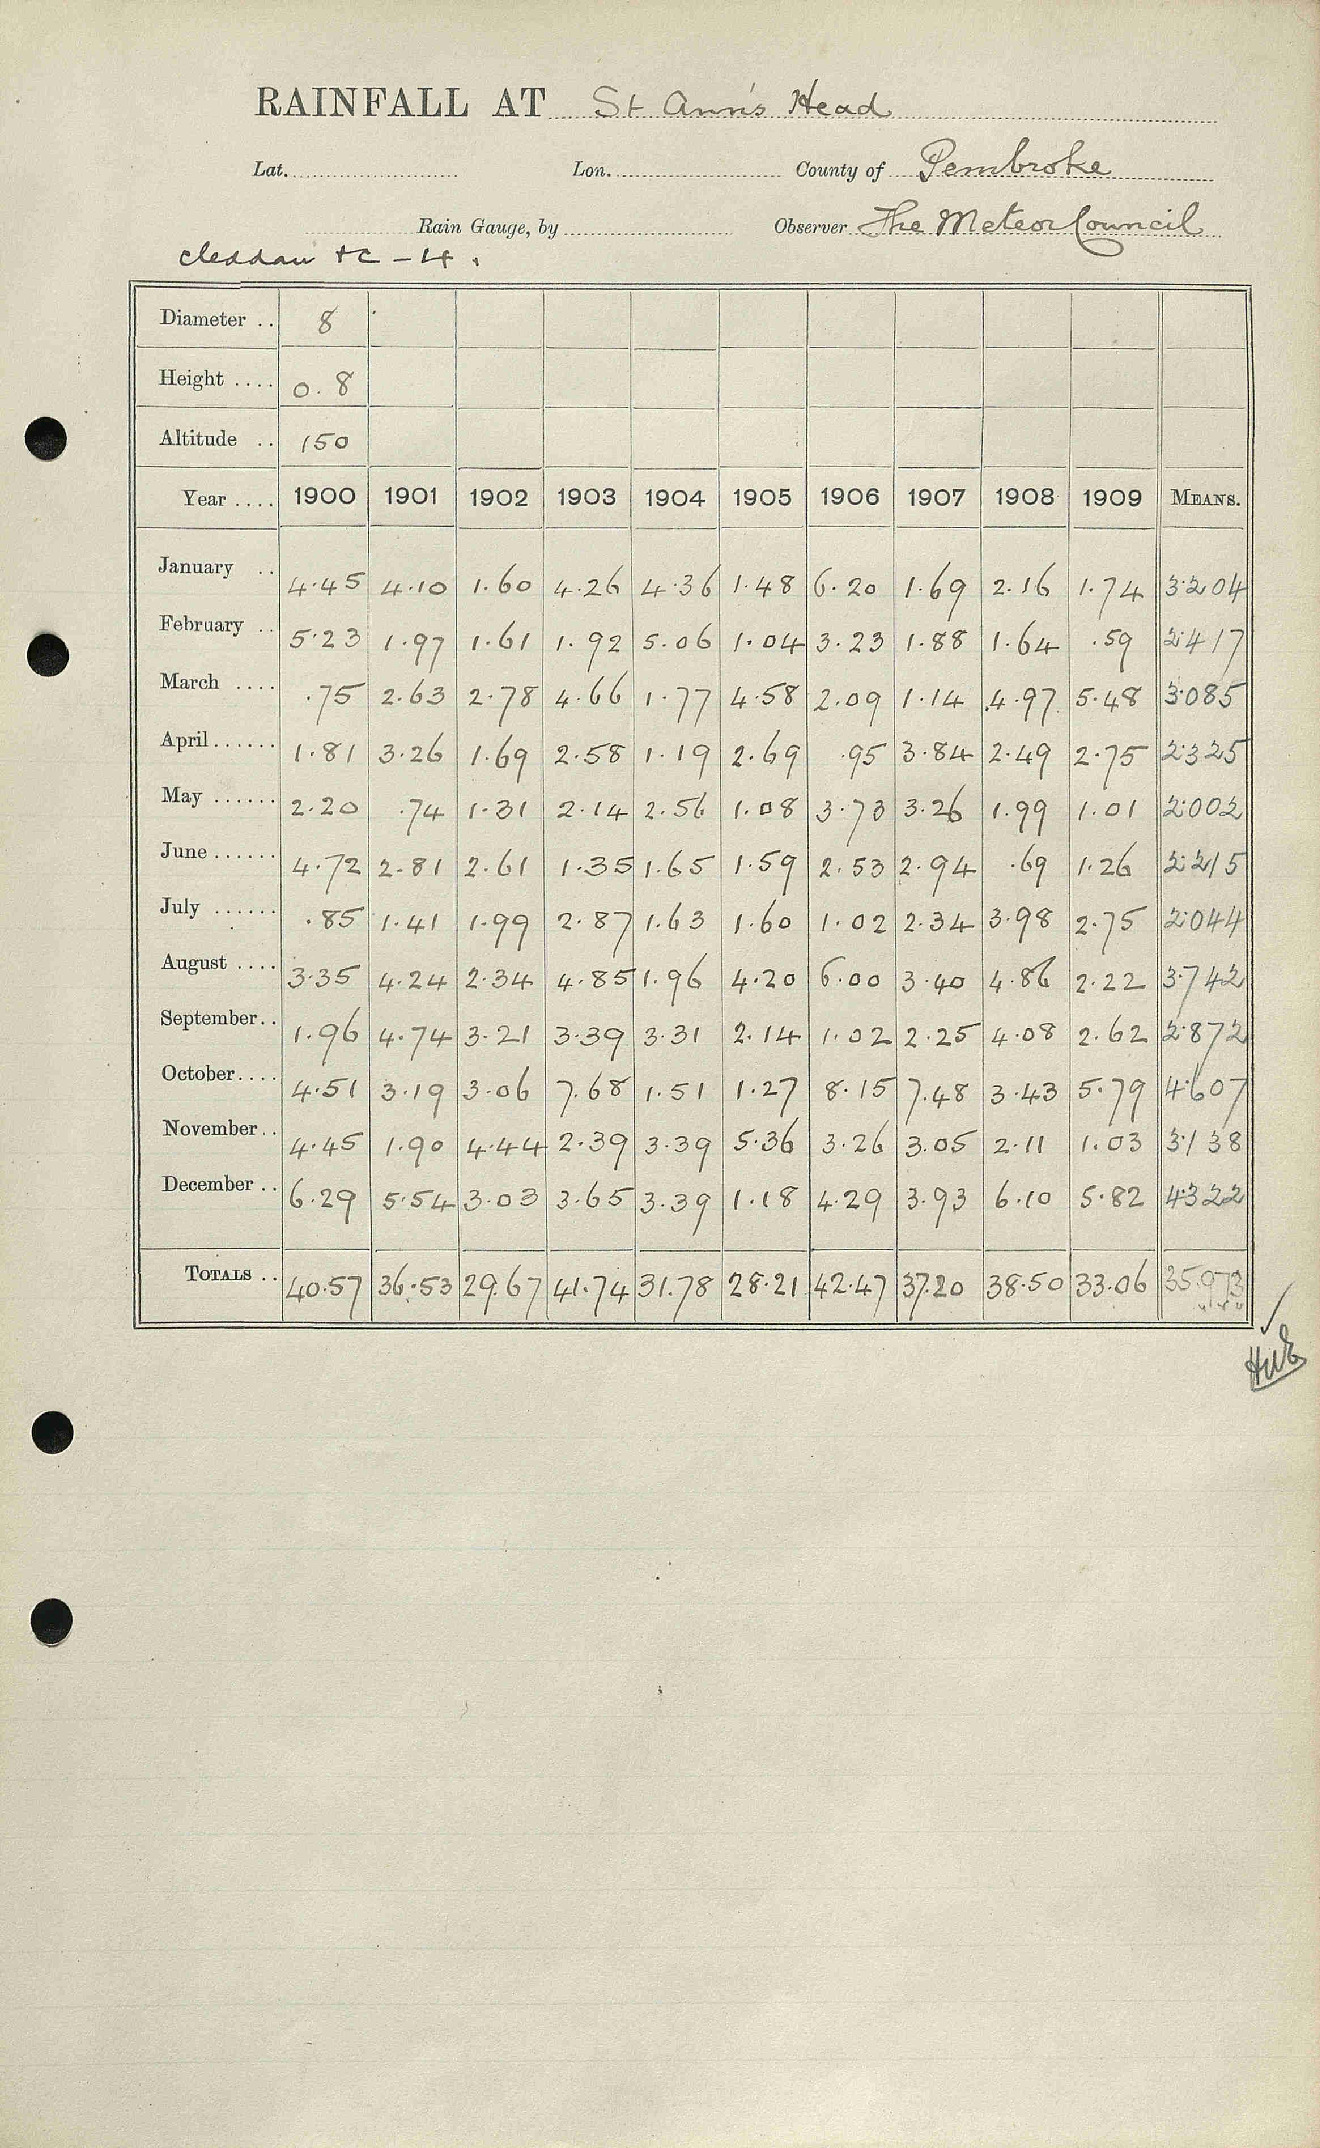 RAINFALL AT St Ann's Head
Lat. Lon. County of Pembroke
Rain Gauge, by Observer The Meteor Council
Cleddau &c - 4.
Diameter .. 8
Height .... 0.8
Altitude .. 150
Year .... 1900 1901 1902 1903 1904 1905 1906 1907 1908 1909 MEANS.
January .. 4.45 4.10 1.60 4.26 4.36 1.48 6.20 1.69 2.16 1.74 3.204
February .. 5.23 1.97 1.61 1.92 5.06 1.04 3.23 1.88 1.64 .59 2.417
March .... .75 2.63 2.78 4.66 1.77 4.58 2.09 1.14 4.97 5.48 3.085
April...... 1.81 3.26 1.69 2.58 1.19 2.69 .95 3.84 2.49 2.75 2.325
May ...... 2.20 .74 1.31 2.14 2.56 1.08 3.73 3.26 1.99 1.01 2.002
June...... 4.72 2.81 2.61 1.35 1.65 1.59 2.53 2.94 .69 1.26 2.215
July ...... .85 1.41 1.99 2.87 1.63 1.60 1.02 2.34 3.98 2.75 2.044
August .... 3.35 4.24 2.34 4.85 1.96 4.20 6.00 3.40 4.86 2.22 3.742
September.. 1.96 4.74 3.21 3.39 3.31 2.14 1.02 2.25 4.08 2.62 2.872
October.... 4.51 3.19 3.06 7.68 1.51 1.27 8.15 7.48 3.43 5.79 4.607
November.. 4.45 1.90 4.44 2.39 3.39 5.36 3.26 3.05 2.11 1.03 3.138
December .. 6.29 5.54 3.03 3.65 3.39 1.18 4.29 3.93 6.10 5.82 4.322
TOTALS .. 40.57 36.53 29.67 41.74 31.78 28.21 42.47 37.20 38.50 33.06 35.973